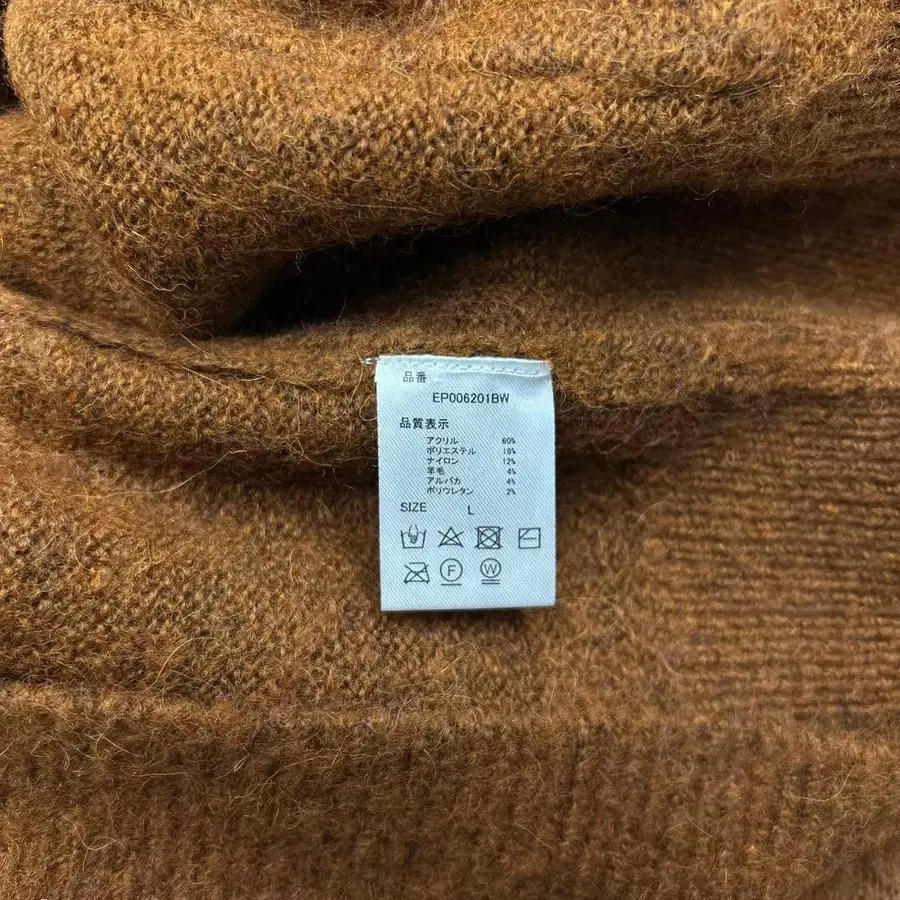 品番
EP006201BW
品質表示
アクリル 60%
ポリエステル 18%
ナイロン 12%
羊毛 4%
アルパカ 4%
ポリウレタン 2%
SIZE L
F W